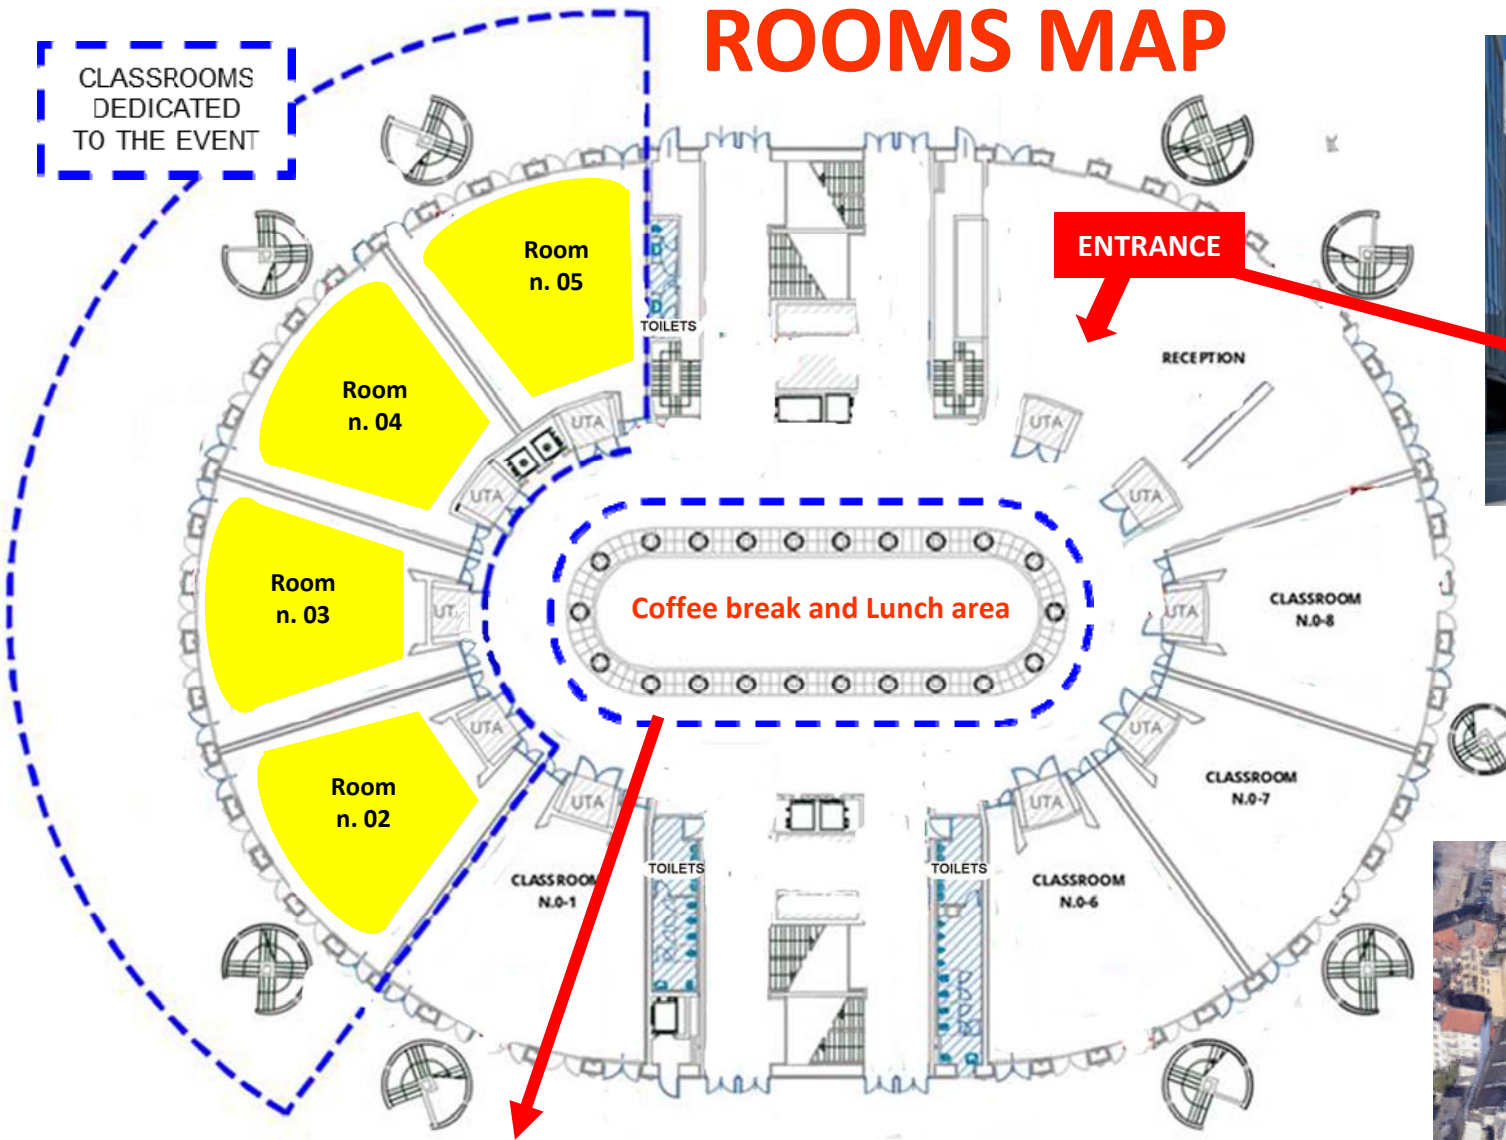 ROOMS MAP
CLASSROOMS
DEDICATED
TO THE EVENT
ENTRANCE
Room
n. 05
TOILETS
RECEPTION
Room
n. 04
UTA
UTA
UTA
UTA
Room
n. 03
UT
Coffee break and Lunch area
UTA
CLASSROOM
N.0-8
UTA
UTA
Room
n. 02
CLASSROOM
N.0-7
UTA
UTA
TOILETS
TOILETS
CLASSROOM
N.0-1
CLASSROOM
N.0-6